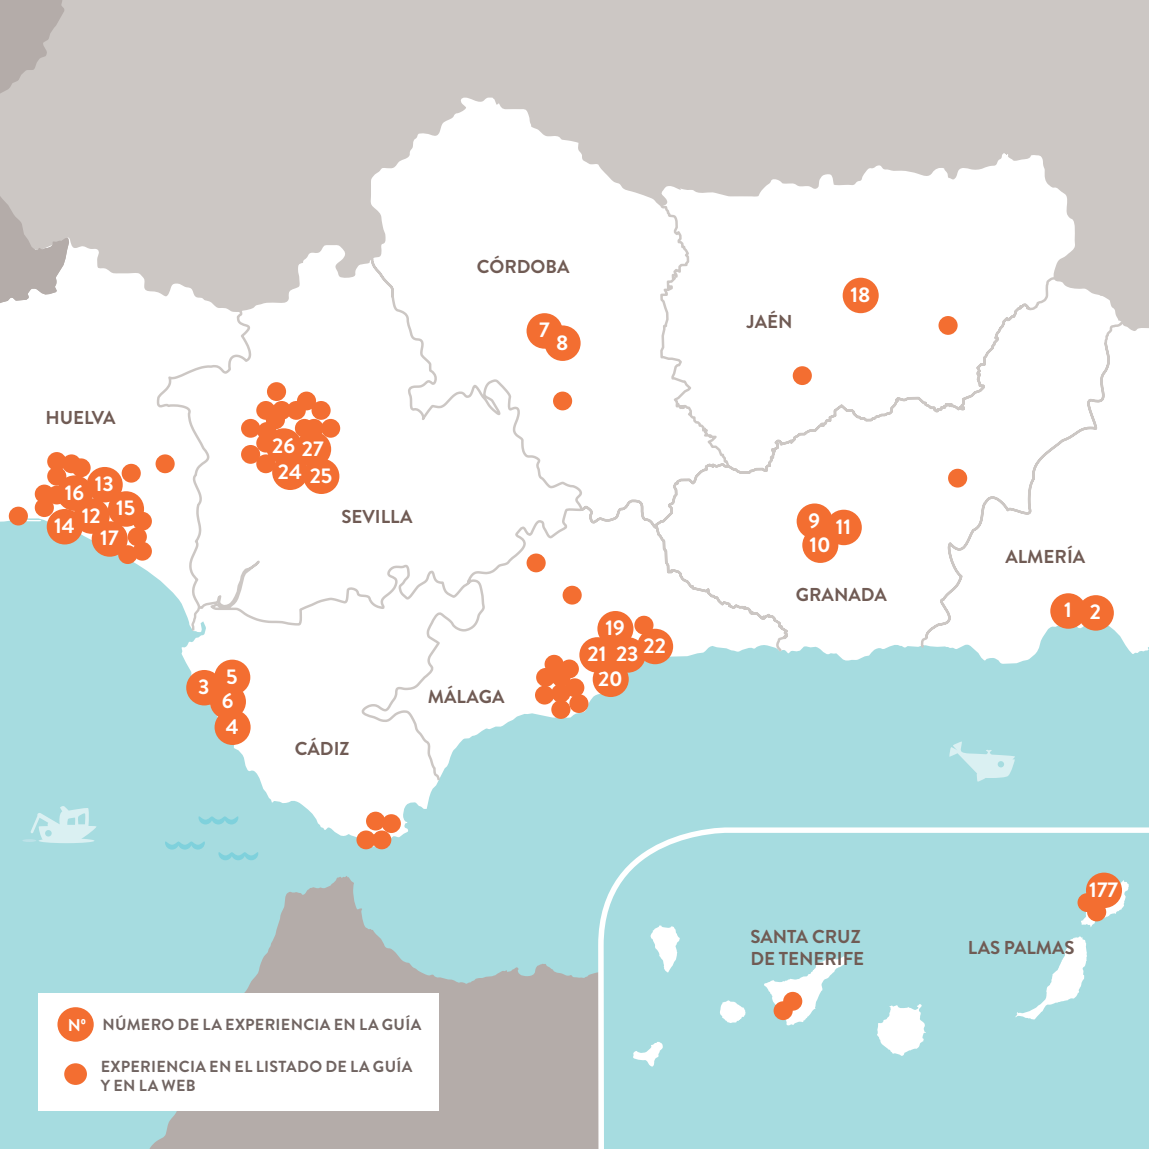 CÓRDOBA
18
JAÉN
7
8
HUELVA
26
27
24
25
13
16
15
12
14
17
SEVILLA
9
11
10
ALMERÍA
GRANADA
1
2
19
22
21
23
20
5
3
6
4
MÁLAGA
CÁDIZ
177
SANTA CRUZ
DE TENERIFE
LAS PALMAS
Nº
NÚMERO DE LA EXPERIENCIA EN LA GUÍA
EXPERIENCIA EN EL LISTADO DE LA GUÍA
Y EN LA WEB